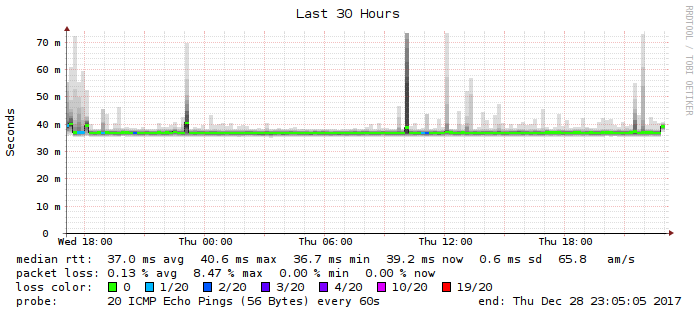 Last 30 Hours
RRDTOOL / TOBI OETIKER
Seconds
70 m
60 m
50 m
40 m
30 m
20 m
10 m
0
Wed 18:00 Thu 00:00 Thu 06:00 Thu 12:00 Thu 18:00
median rtt: 37.0 ms avg 40.6 ms max 36.7 ms min 39.2 ms now 0.6 ms sd 65.8 am/s
packet loss: 0.13 % avg 8.47 % max 0.00 % min 0.00 % now
loss color: 0 1/20 2/20 3/20 4/20 10/20 19/20
probe: 20 ICMP Echo Pings (56 Bytes) every 60s end: Thu Dec 28 23:05:05 2017